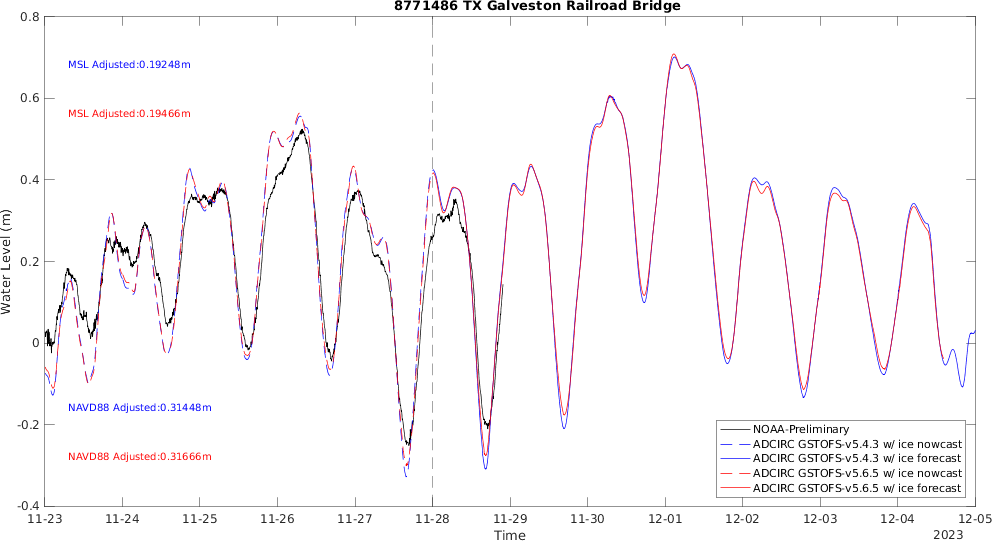 8771486 TX Galveston Railroad Bridge
Water Level (m)
0.8
0.6
0.4
0.2
0
-0.2
-0.4
MSL Adjusted:0.19248m
MSL Adjusted:0.19466m
NAVD88 Adjusted:0.31448m
NAVD88 Adjusted:0.31666m
NOAA-Preliminary
ADCIRC GSTOFS-v5.4.3 w/ ice nowcast
ADCIRC GSTOFS-v5.4.3 w/ ice forecast
ADCIRC GSTOFS-v5.6.5 w/ ice nowcast
ADCIRC GSTOFS-v5.6.5 w/ ice forecast
11-23 11-24 11-25 11-26 11-27 11-28 11-29 11-30 12-01 12-02 12-03 12-04 12-05
Time
2023